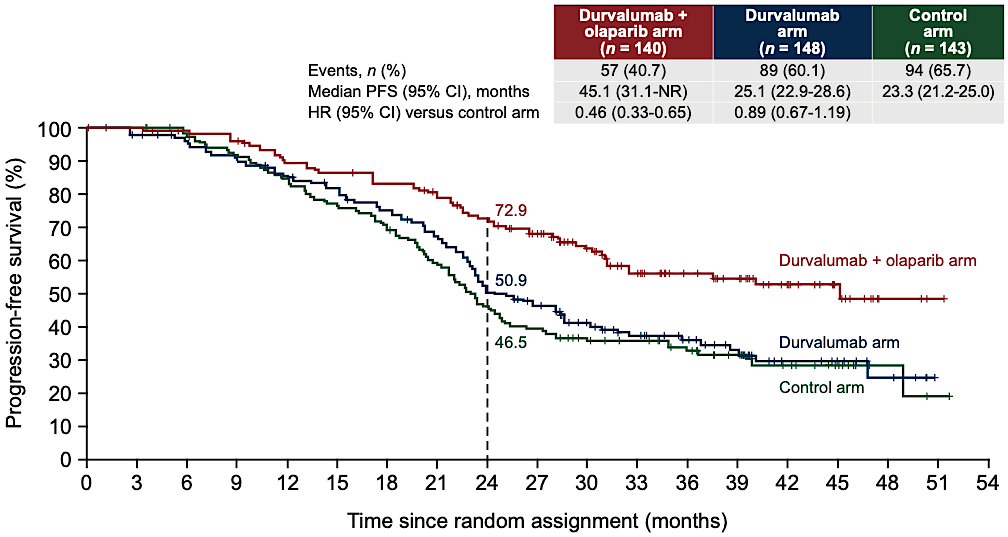 Durvalumab + olaparib arm (n = 140)
Durvalumab arm (n = 148)
Control arm (n = 143)
Events, n (%) 57 (40.7) 89 (60.1) 94 (65.7)
Median PFS (95% CI), months 45.1 (31.1-NR) 25.1 (22.9-28.6) 23.3 (21.2-25.0)
HR (95% CI) versus control arm 0.46 (0.33-0.65) 0.89 (0.67-1.19)
Progression-free survival (%)
100
90
80
70
60
50
40
30
20
10
0
72.9
50.9
46.5
Durvalumab + olaparib arm
Durvalumab arm
Control arm
0 3 6 9 12 15 18 21 24 27 30 33 36 39 42 45 48 51 54
Time since random assignment (months)